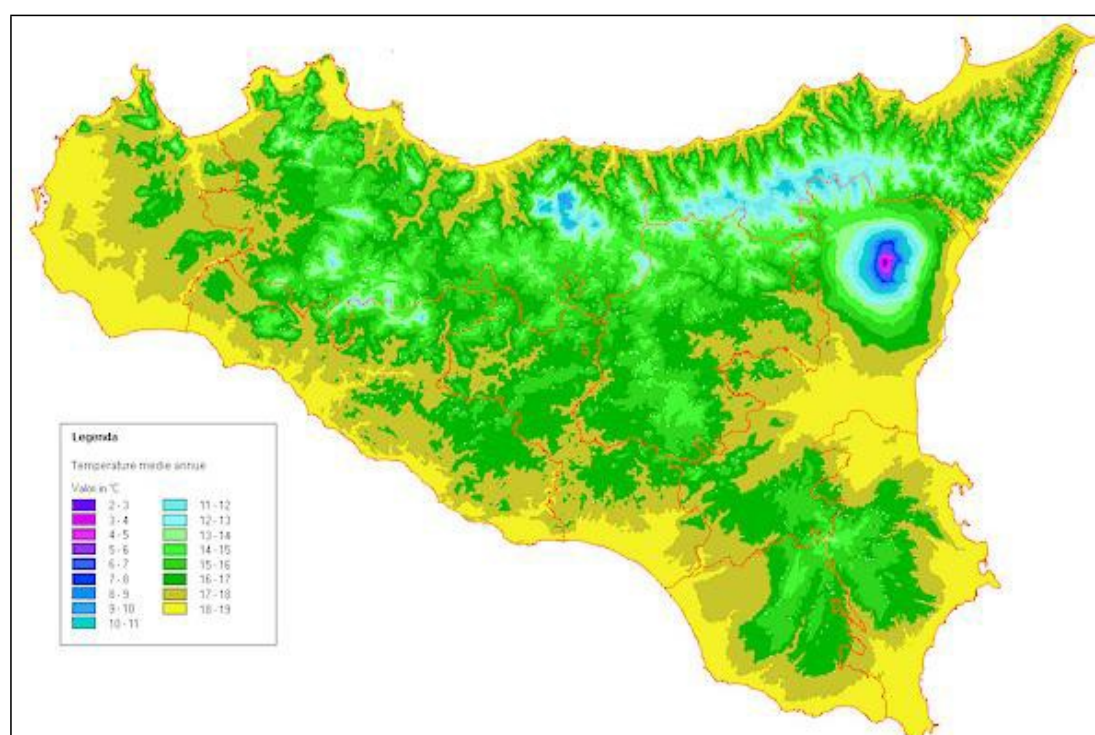 Legenda
Temperature medie annue
Valori in °C
2 - 3
3 - 4
4 - 5
5 - 6
6 - 7
7 - 8
8 - 9
9 - 10
10 - 11
11 - 12
12 - 13
13 - 14
14 - 15
15 - 16
16 - 17
17 - 18
18 - 19